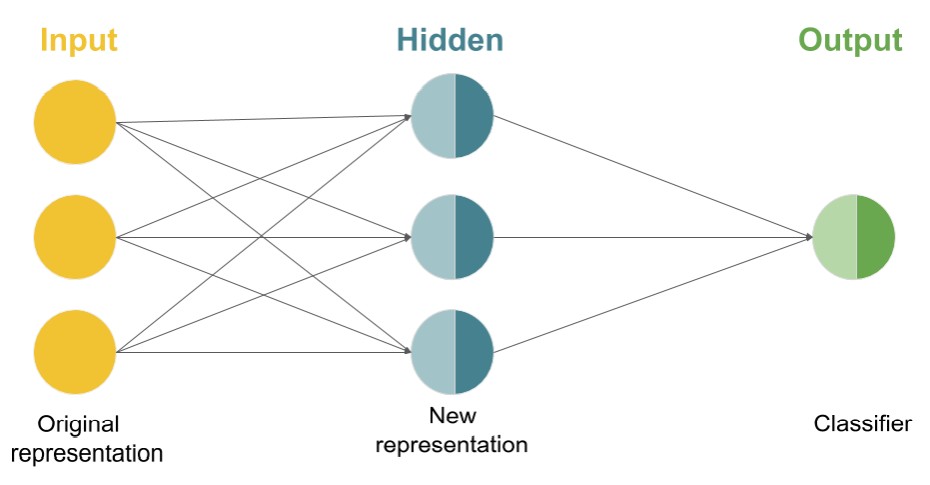 Input
Hidden
Output
Original
representation
New
representation
Classifier